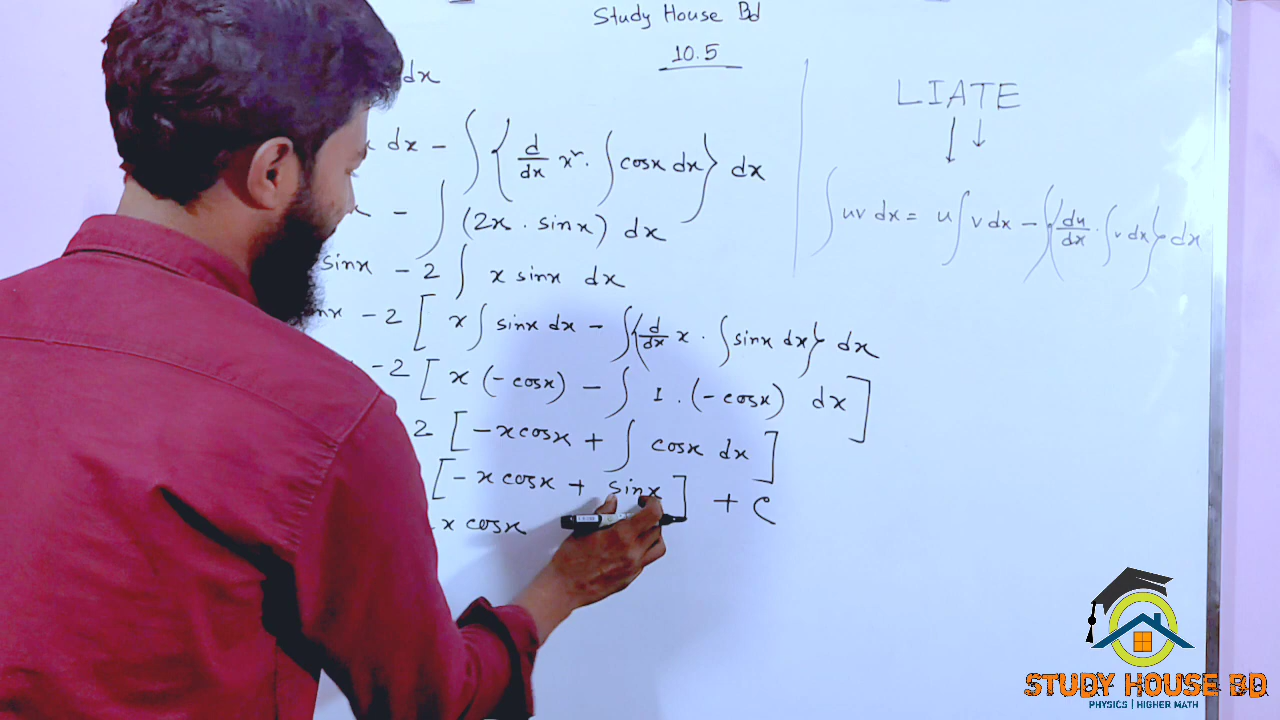 Study House Bd
10.5
dx
dx - ∫ { d/dx x². ∫ cosx dx } dx
- ∫ (2x . sinx) dx
sinx - 2 ∫ x sinx dx
- 2 [ x ∫ sinx dx - ∫ { d/dx x . ∫ sinx dx } dx
- 2 [ x (-cosx) - ∫ 1 . (-cosx) dx ]
2 [ -xcosx + ∫ cosx dx ]
[ -x cosx + sinx ] + c
x cosx
LIATE
∫ uv dx = u ∫ v dx - ∫ { du/dx . ∫ v dx } dx
STUDY HOUSE BD
PHYSICS | HIGHER MATH